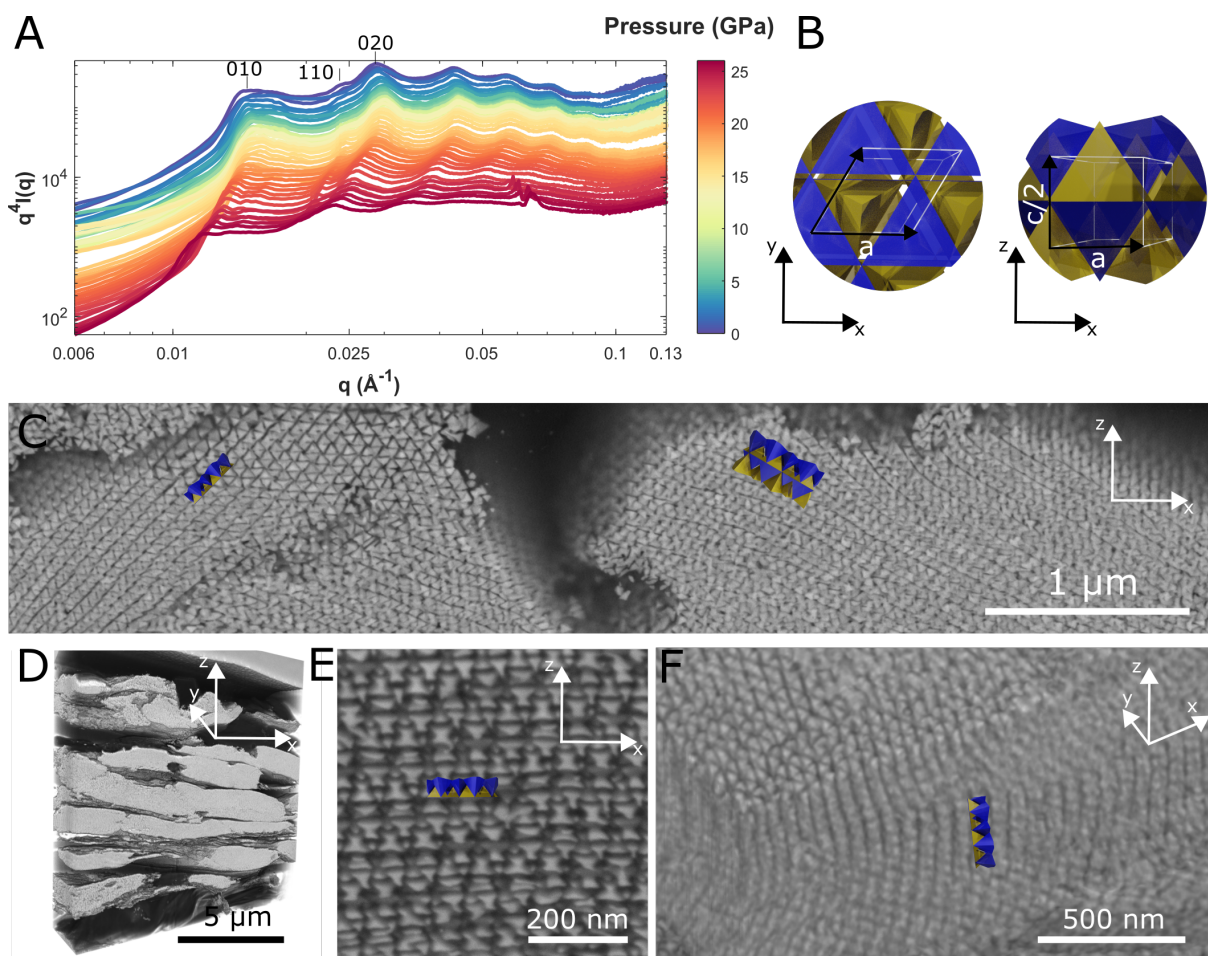 A
Pressure (GPa)
B
010
110
020
q⁴I(q)
10⁴
10²
0.006
0.01
0.025
0.05
0.1
0.13
q (Å⁻¹)
25
20
15
10
5
0
a
y
x
c/2
a
z
x
C
z
x
1 μm
D
z
y
x
5 μm
E
z
x
200 nm
F
z
y
x
500 nm